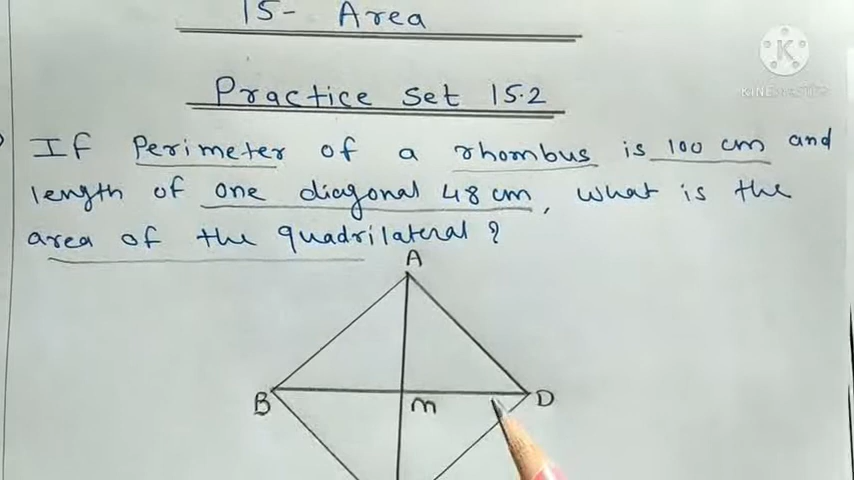 15- Area
Practice Set 15.2
If Perimeter of a rhombus is 100 cm and
length of one diagonal 48 cm, what is the
area of the quadrilateral ?
A
B
m
D
K